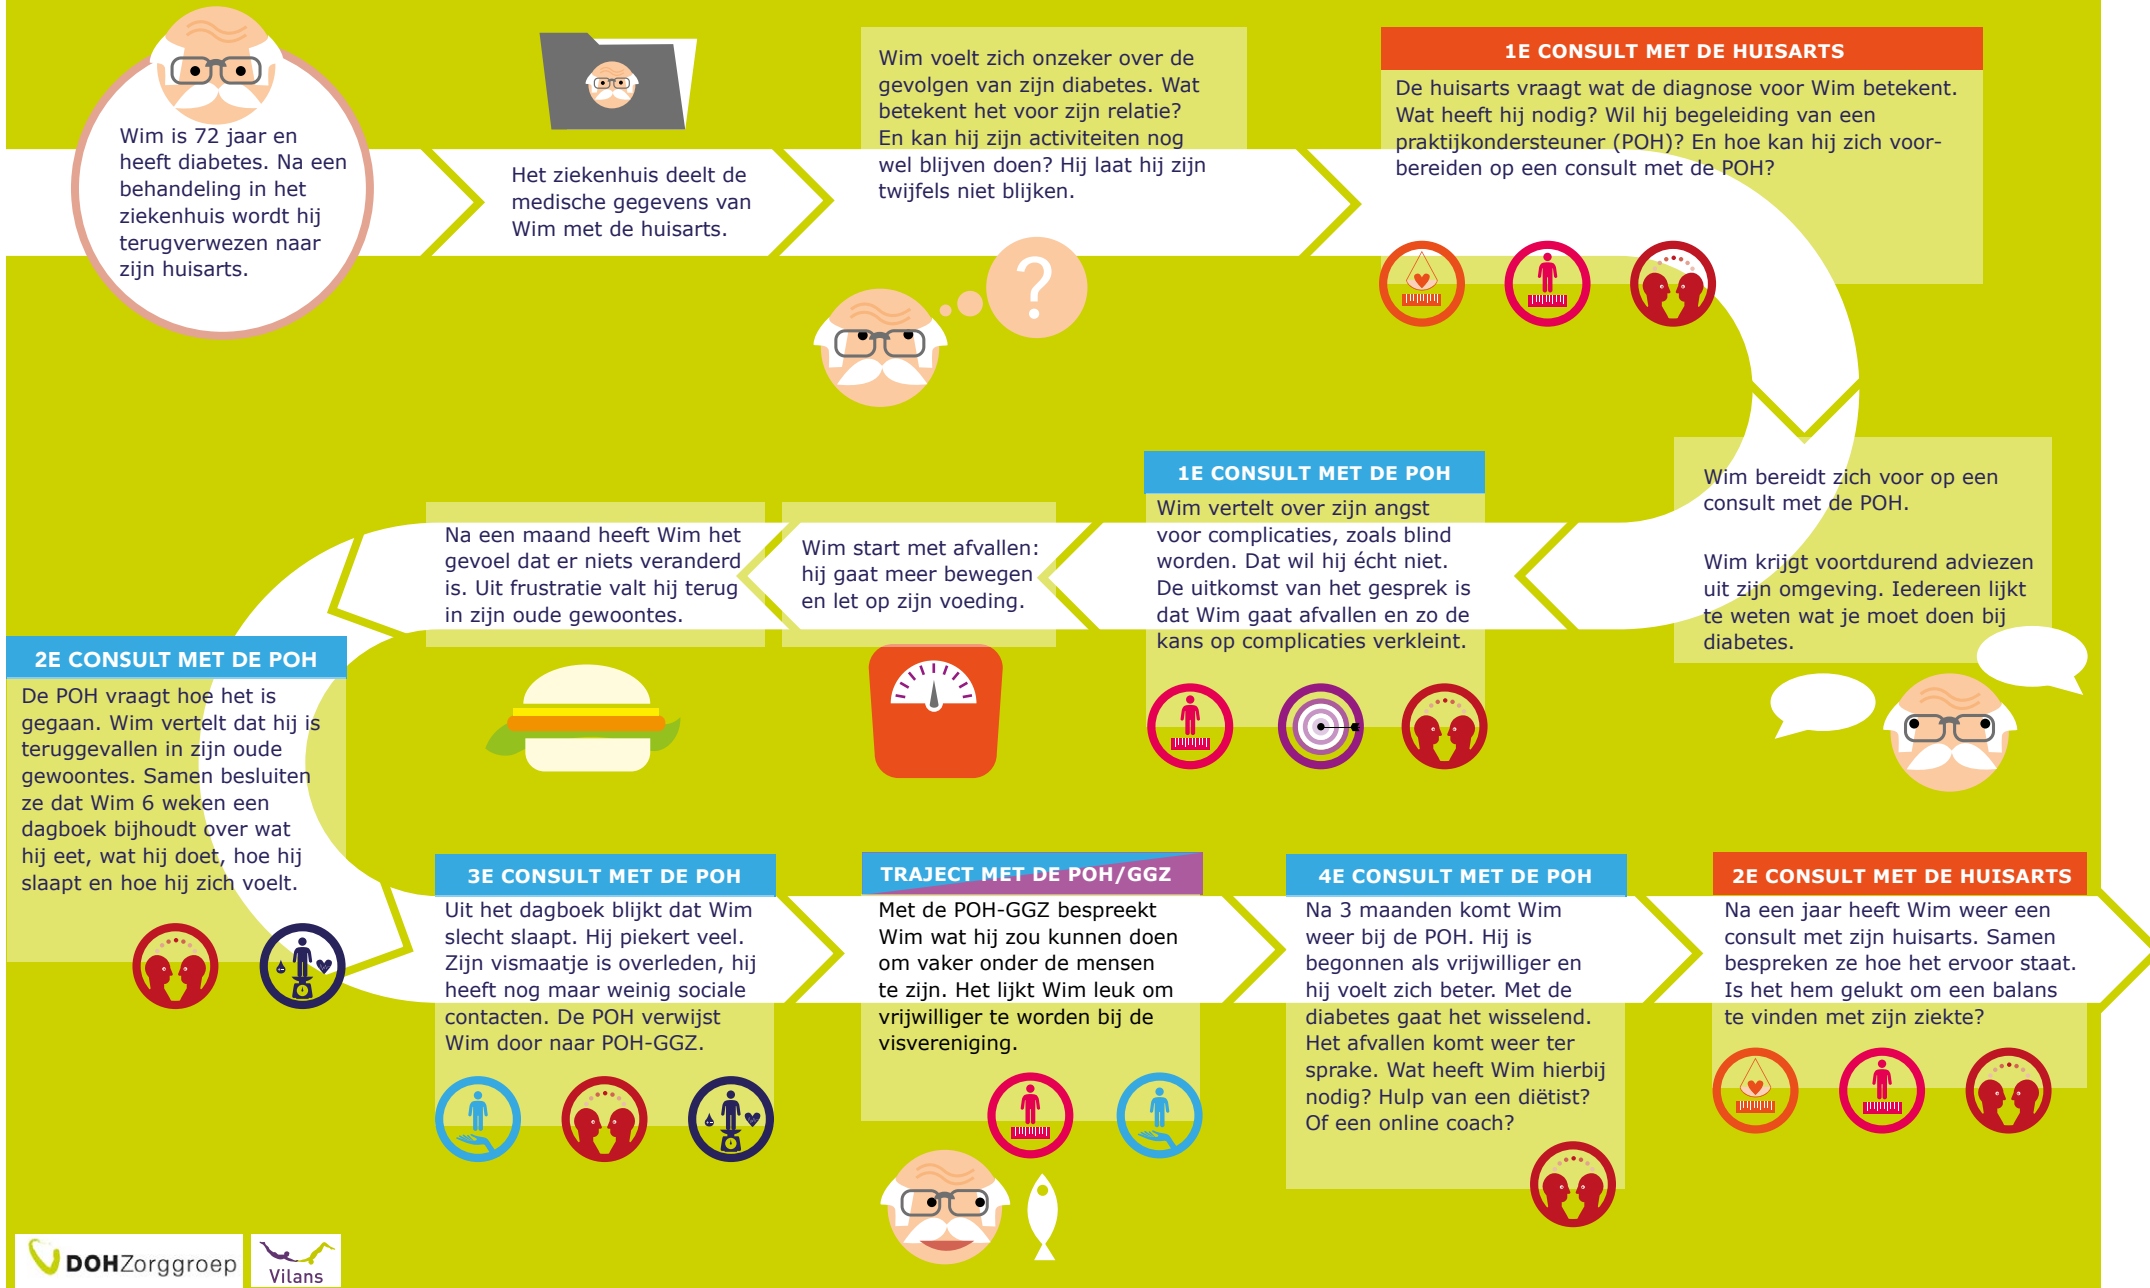 Wim is 72 jaar en
heeft diabetes. Na een
behandeling in het
ziekenhuis wordt hij
terugverwezen naar
zijn huisarts.
Het ziekenhuis deelt de
medische gegevens van
Wim met de huisarts.
Wim voelt zich onzeker over de
gevolgen van zijn diabetes. Wat
betekent het voor zijn relatie?
En kan hij zijn activiteiten nog
wel blijven doen? Hij laat hij zijn
twijfels niet blijken.
?
1E CONSULT MET DE HUISARTS
De huisarts vraagt wat de diagnose voor Wim betekent.
Wat heeft hij nodig? Wil hij begeleiding van een
praktijkondersteuner (POH)? En hoe kan hij zich voor-
bereiden op een consult met de POH?
Wim bereidt zich voor op een
consult met de POH.
Wim krijgt voortdurend adviezen
uit zijn omgeving. Iedereen lijkt
te weten wat je moet doen bij
diabetes.
1E CONSULT MET DE POH
Wim vertelt over zijn angst
voor complicaties, zoals blind
worden. Dat wil hij écht niet.
De uitkomst van het gesprek is
dat Wim gaat afvallen en zo de
kans op complicaties verkleint.
Wim start met afvallen:
hij gaat meer bewegen
en let op zijn voeding.
Na een maand heeft Wim het
gevoel dat er niets veranderd
is. Uit frustratie valt hij terug
in zijn oude gewoontes.
2E CONSULT MET DE POH
De POH vraagt hoe het is
gegaan. Wim vertelt dat hij is
teruggevallen in zijn oude
gewoontes. Samen besluiten
ze dat Wim 6 weken een
dagboek bijhoudt over wat
hij eet, wat hij doet, hoe hij
slaapt en hoe hij zich voelt.
3E CONSULT MET DE POH
Uit het dagboek blijkt dat Wim
slecht slaapt. Hij piekert veel.
Zijn vismaatje is overleden, hij
heeft nog maar weinig sociale
contacten. De POH verwijst
Wim door naar POH-GGZ.
TRAJECT MET DE POH/GGZ
Met de POH-GGZ bespreekt
Wim wat hij zou kunnen doen
om vaker onder de mensen
te zijn. Het lijkt Wim leuk om
vrijwilliger te worden bij de
visvereniging.
4E CONSULT MET DE POH
Na 3 maanden komt Wim
weer bij de POH. Hij is
begonnen als vrijwilliger en
hij voelt zich beter. Met de
diabetes gaat het wisselend.
Het afvallen komt weer ter
sprake. Wat heeft Wim hierbij
nodig? Hulp van een diëtist?
Of een online coach?
2E CONSULT MET DE HUISARTS
Na een jaar heeft Wim weer een
consult met zijn huisarts. Samen
bespreken ze hoe het ervoor staat.
Is het hem gelukt om een balans
te vinden met zijn ziekte?
DOHZorggroep
Vilans